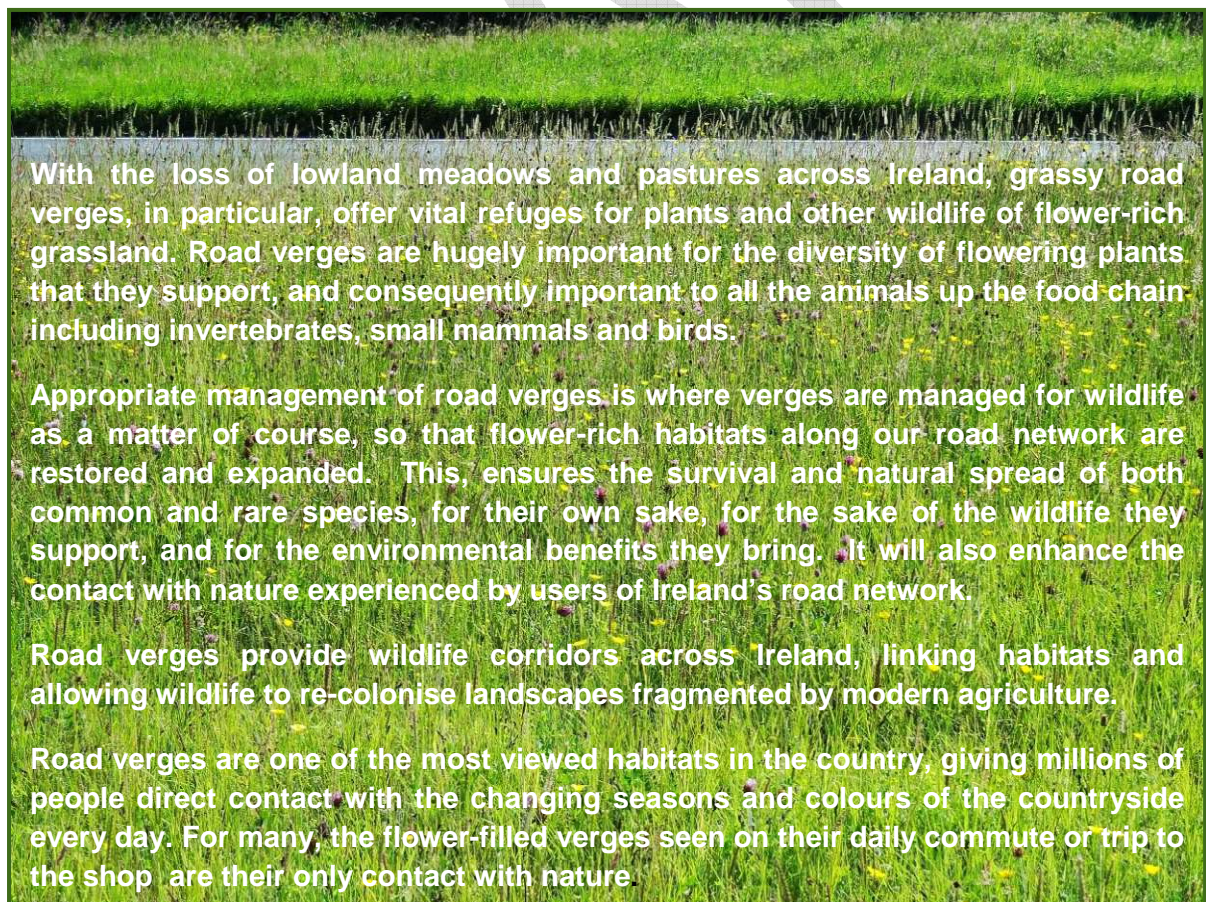 With the loss of lowland meadows and pastures across Ireland, grassy road
verges, in particular, offer vital refuges for plants and other wildlife of flower-rich
grassland. Road verges are hugely important for the diversity of flowering plants
that they support, and consequently important to all the animals up the food chain
including invertebrates, small mammals and birds.
Appropriate management of road verges is where verges are managed for wildlife
as a matter of course, so that flower-rich habitats along our road network are
restored and expanded.  This, ensures the survival and natural spread of both
common and rare species, for their own sake, for the sake of the wildlife they
support, and for the environmental benefits they bring.  It will also enhance the
contact with nature experienced by users of Ireland’s road network.
Road verges provide wildlife corridors across Ireland, linking habitats and
allowing wildlife to re-colonise landscapes fragmented by modern agriculture.
Road verges are one of the most viewed habitats in the country, giving millions of
people direct contact with the changing seasons and colours of the countryside
every day. For many, the flower-filled verges seen on their daily commute or trip to
the shop  are their only contact with nature.